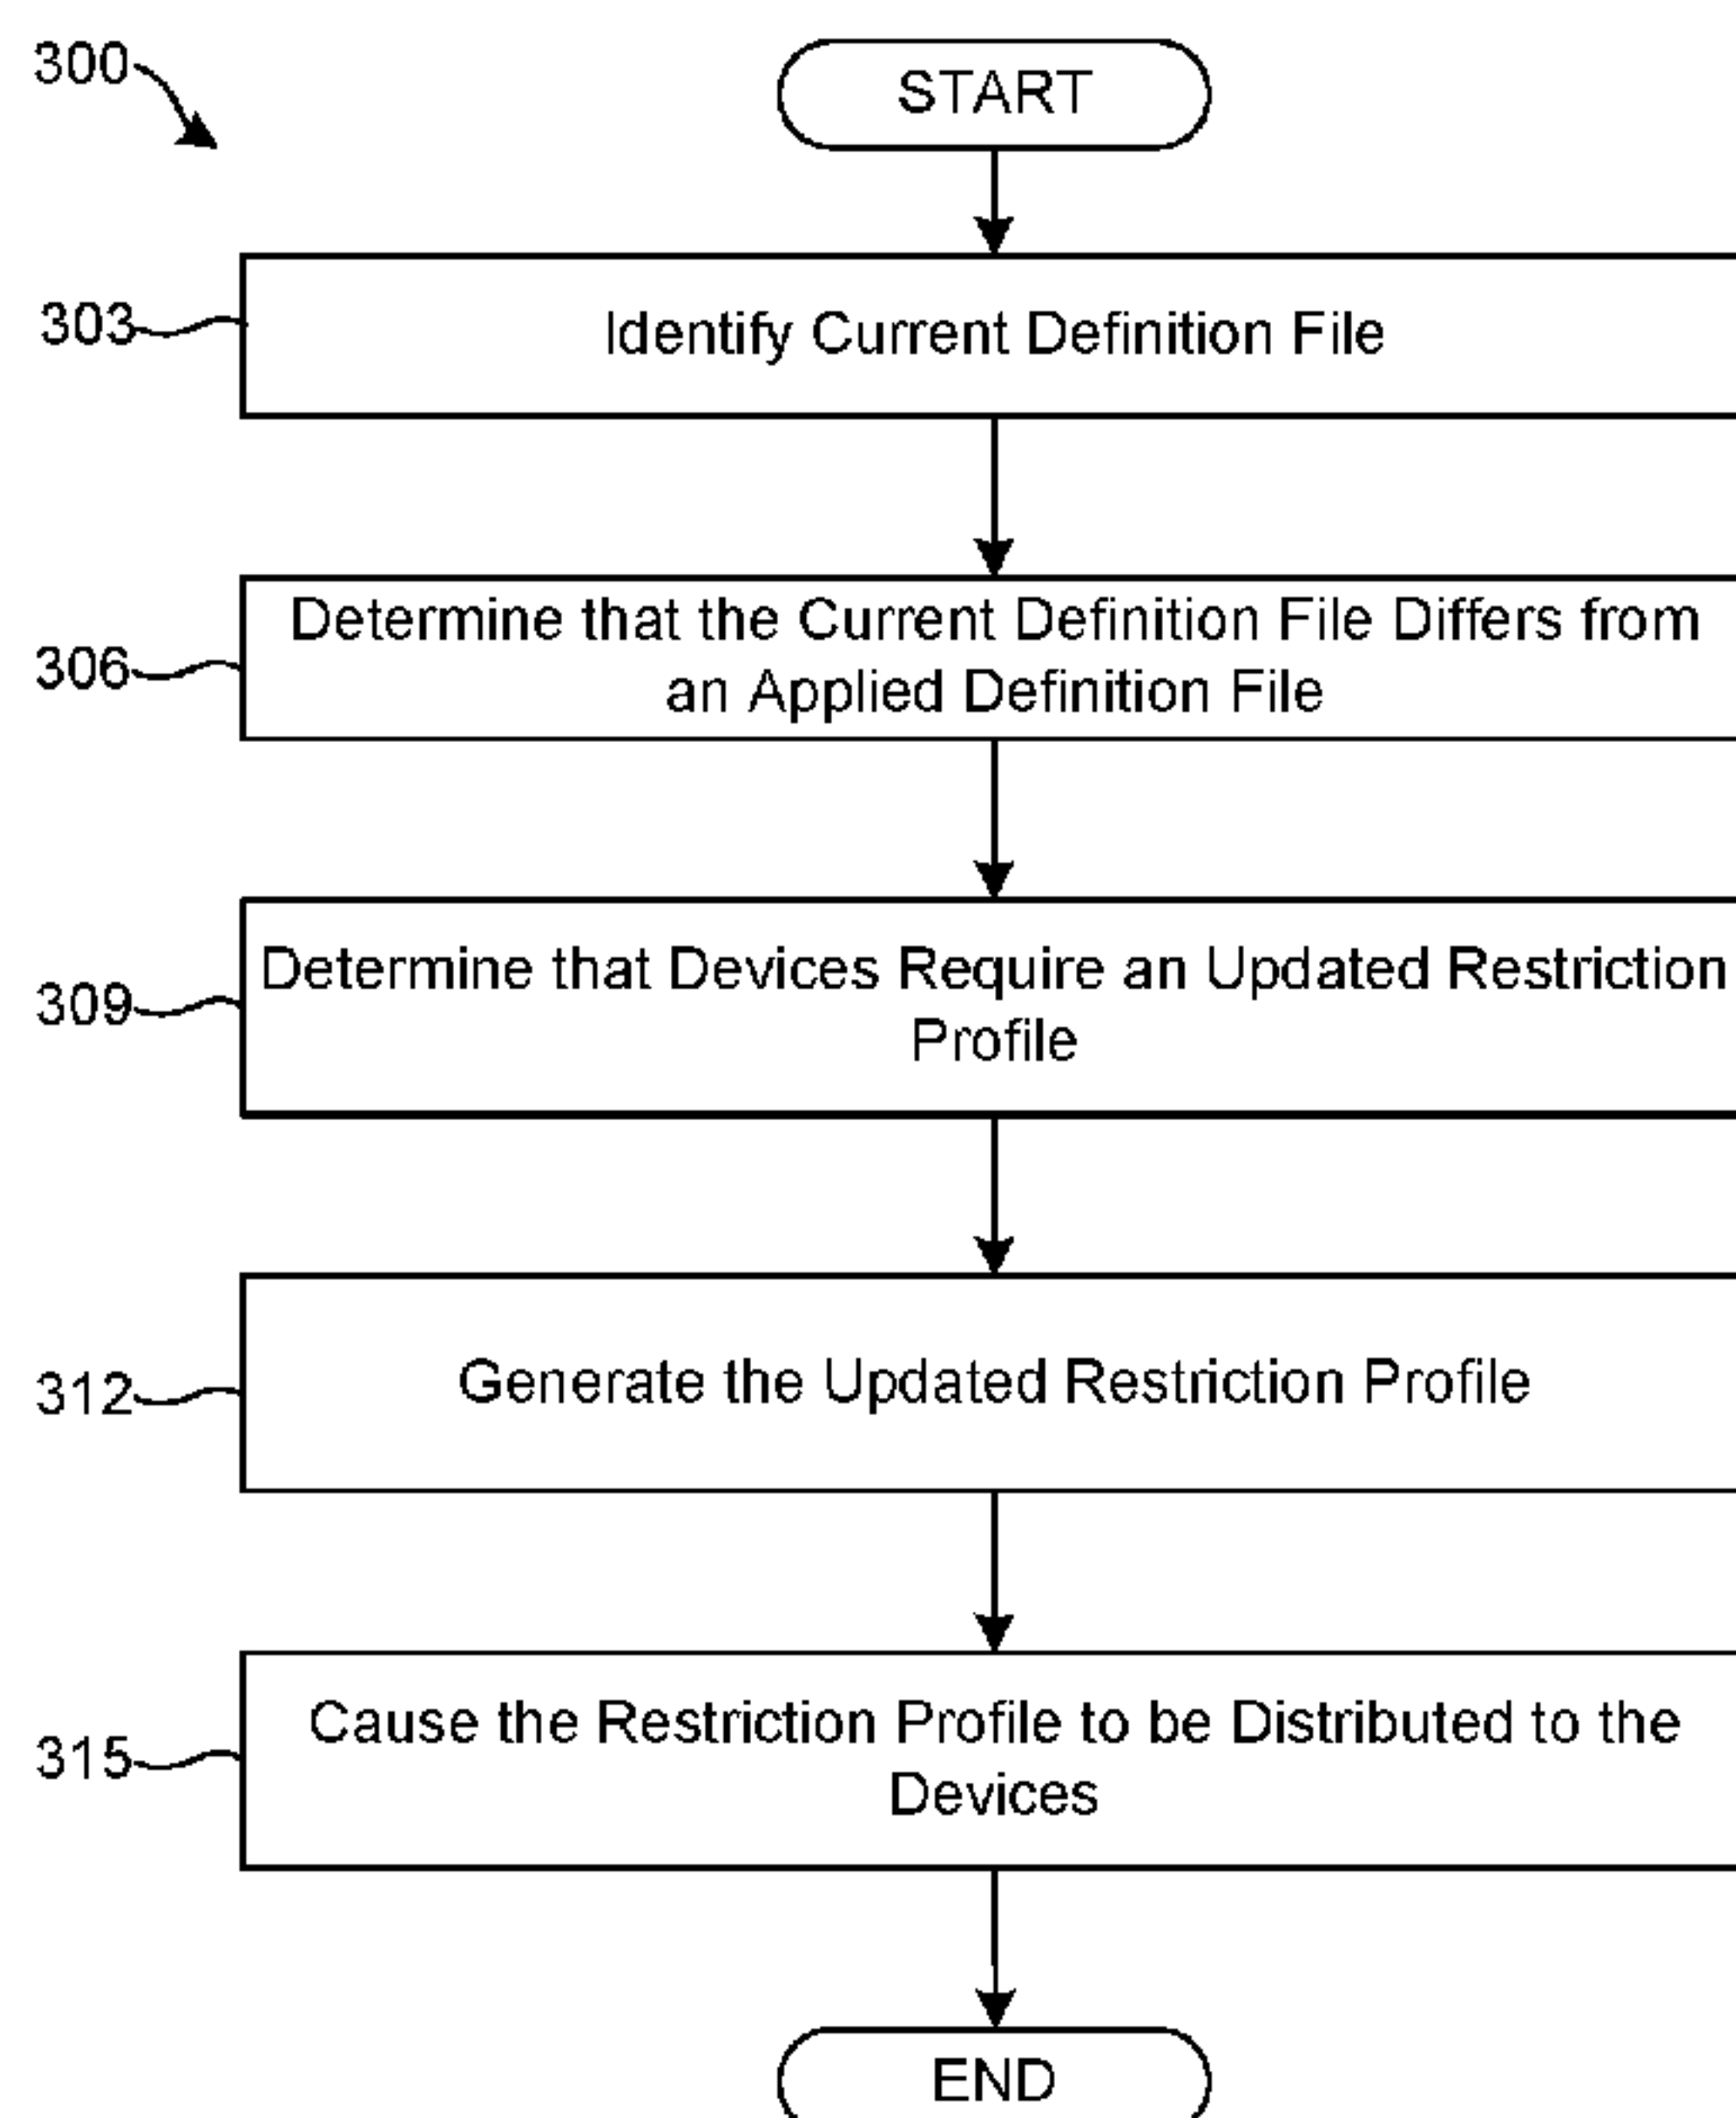 300
START
303
Identify Current Definition File
306
Determine that the Current Definition File Differs from
an Applied Definition File
309
Determine that Devices Require an Updated Restriction
Profile
312
Generate the Updated Restriction Profile
315
Cause the Restriction Profile to be Distributed to the
Devices
END